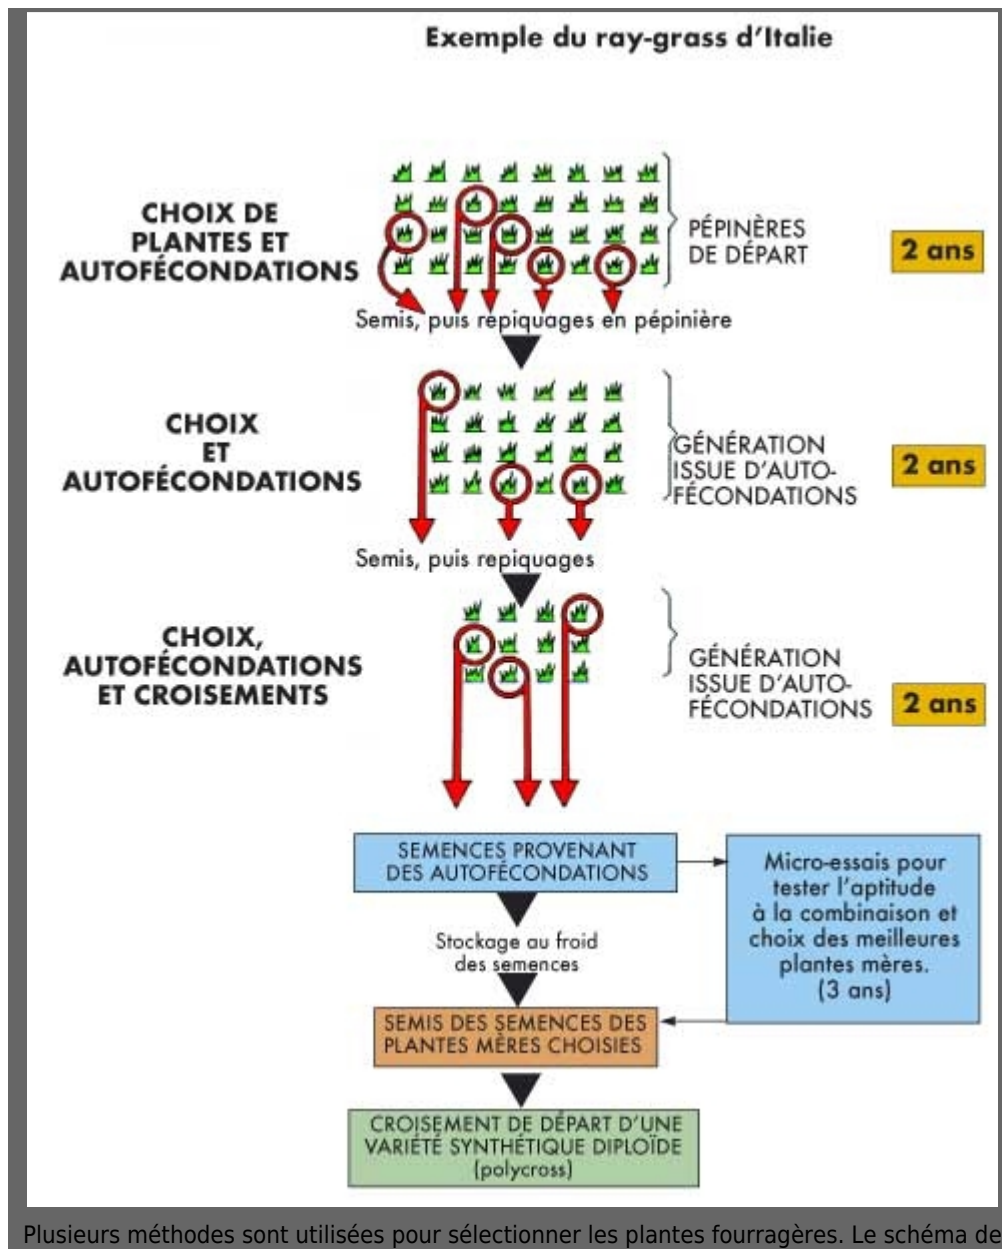 Exemple du ray-grass d'Italie
CHOIX DE
PLANTES ET
AUTOFÉCONDATIONS
PÉPINÈRES
DE DÉPART
2 ans
Semis, puis repiquages en pépinière
CHOIX
ET
AUTOFÉCONDATIONS
GÉNÉRATION
ISSUE D'AUTO-
FÉCONDATIONS
2 ans
Semis, puis repiquages
CHOIX,
AUTOFÉCONDATIONS
ET CROISEMENTS
GÉNÉRATION
ISSUE D'AUTO-
FÉCONDATIONS
2 ans
SEMENCES PROVENANT
DES AUTOFÉCONDATIONS
Micro-essais pour
tester l'aptitude
à la combinaison et
choix des meilleures
plantes mères.
(3 ans)
Stockage au froid
des semences
SEMIS DES SEMENCES DES
PLANTES MÈRES CHOISIES
CROISEMENT DE DÉPART D'UNE
VARIÉTÉ SYNTHÉTIQUE DIPLOÏDE
(polycross)
Plusieurs méthodes sont utilisées pour sélectionner les plantes fourragères. Le schéma de